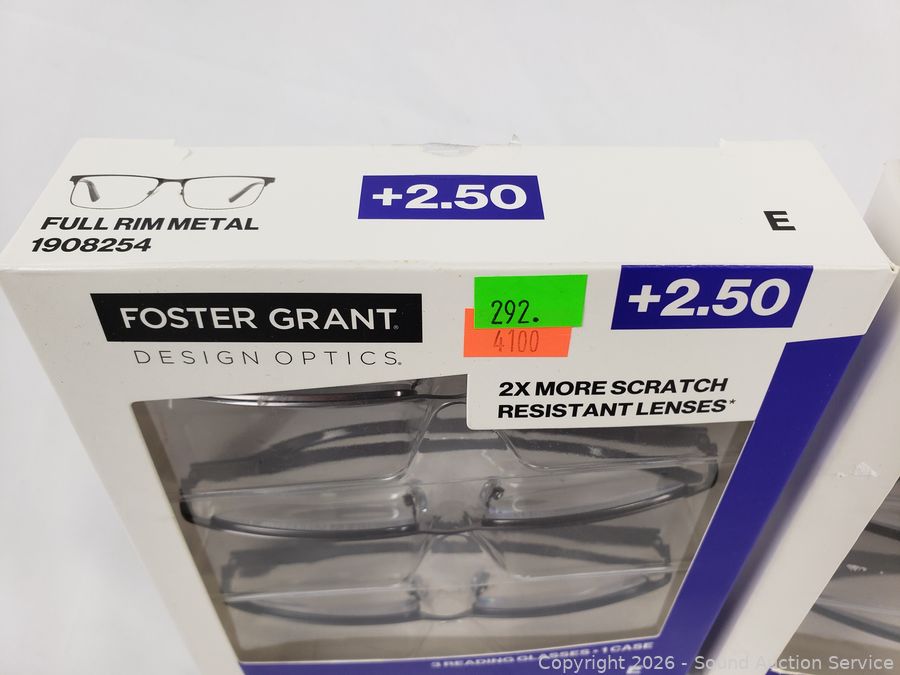 +2.50
E
FULL RIM METAL
1908254
FOSTER GRANT®
DESIGN OPTICS®
292.
4100
+2.50
2X MORE SCRATCH
RESISTANT LENSES*
3 READING GLASSES + 1 CASE
E
Copyright 2026 - Sound Auction Service